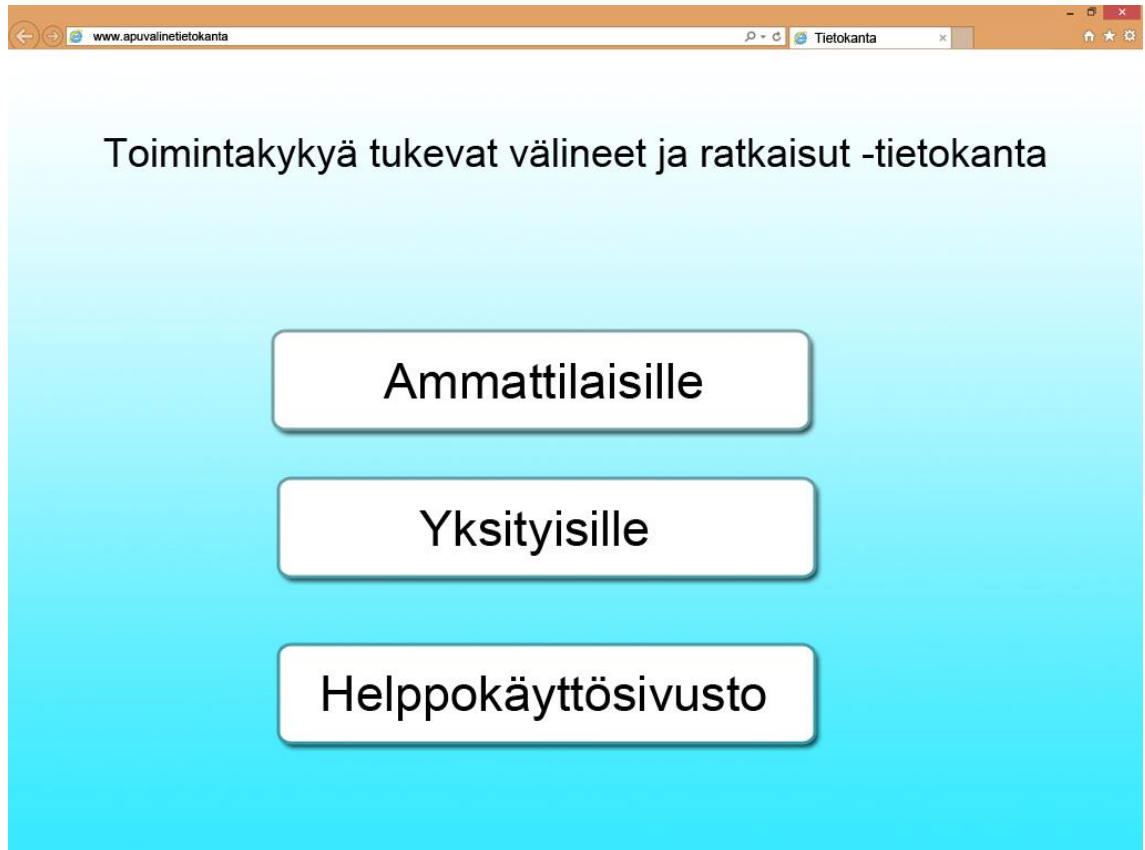 www.apuvalinetietokanta
Tietokanta
Toimintakykyä tukevat välineet ja ratkaisut -tietokanta
Ammattilaisille
Yksityisille
Helppokäyttösivusto